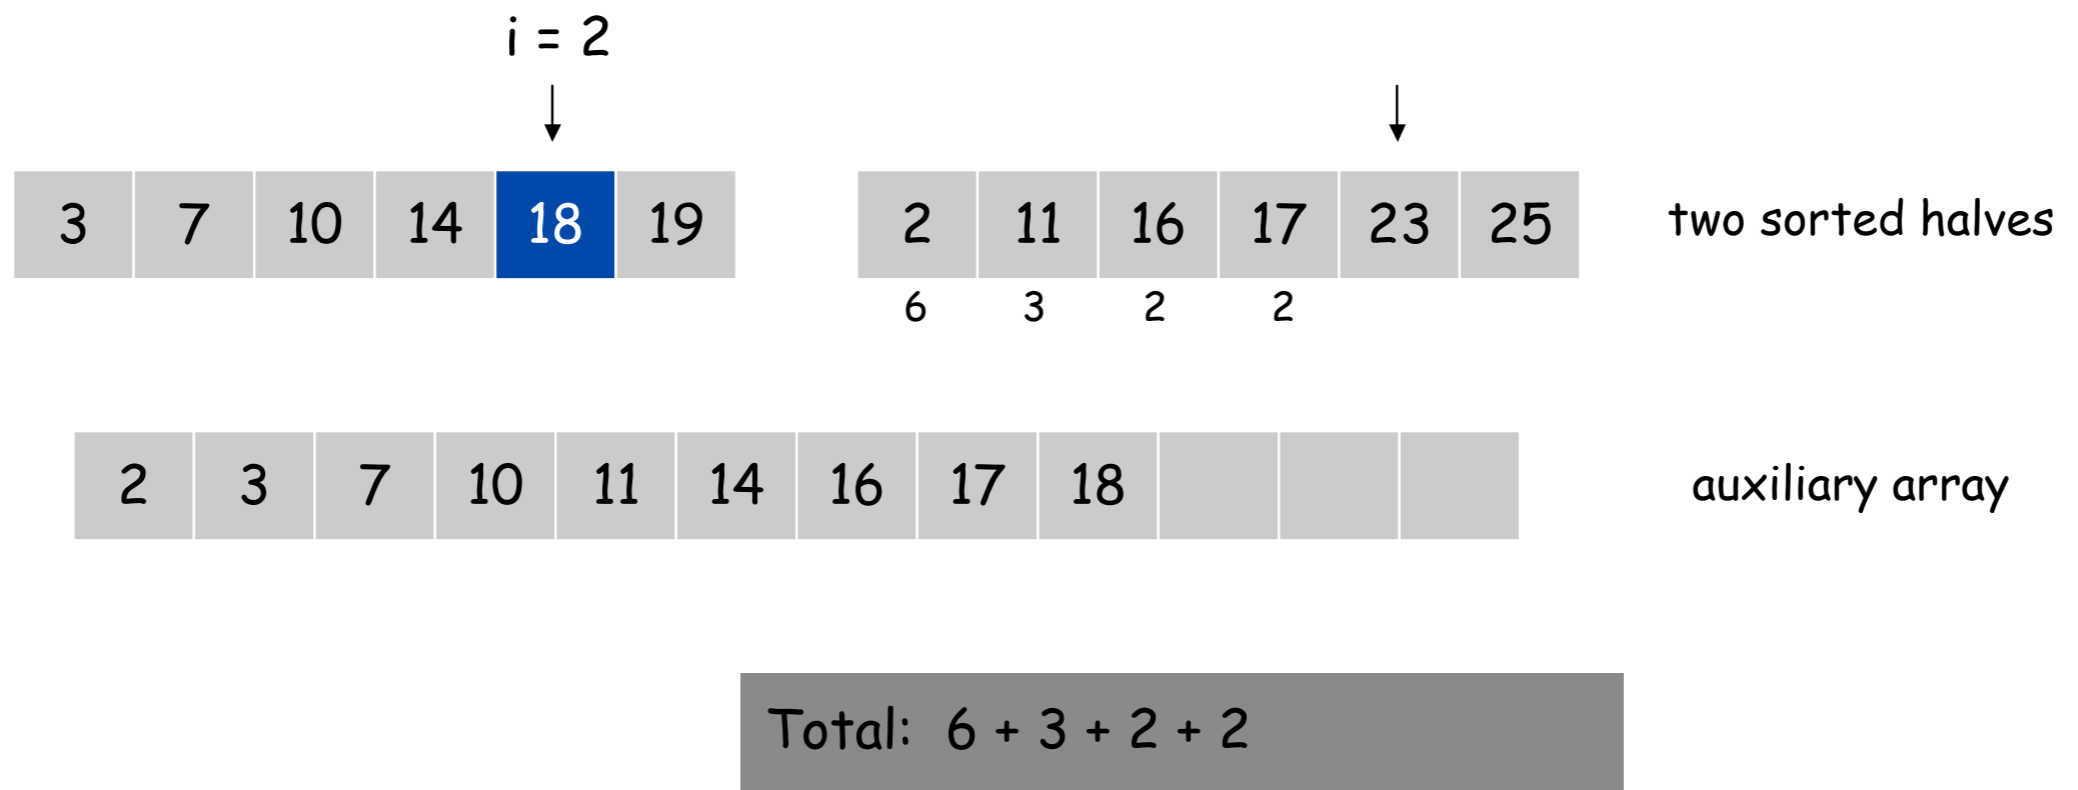 i = 2
3 7 10 14 18 19 2 11 16 17 23 25 two sorted halves
6 3 2 2
2 3 7 10 11 14 16 17 18 auxiliary array
Total: 6 + 3 + 2 + 2